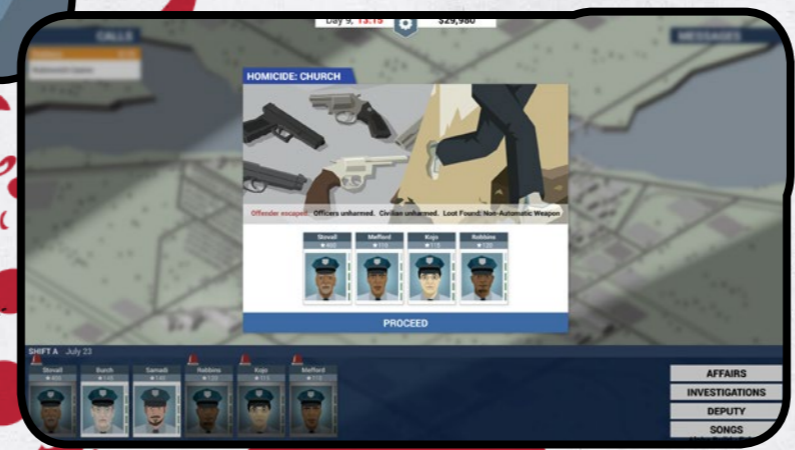 Day 9, 13:15 $29,980
CALLS
MESSAGES
HOMICIDE: CHURCH
Offender escaped. Officers unharmed. Civilian unharmed. Loot Found: Non-Automatic Weapon
Stovall Mefford Kojo Robbins
PROCEED
SHIFT A July 23
Stovall Burch Samadi Robbins Kojo Mefford
AFFAIRS
INVESTIGATIONS
DEPUTY
SONGS